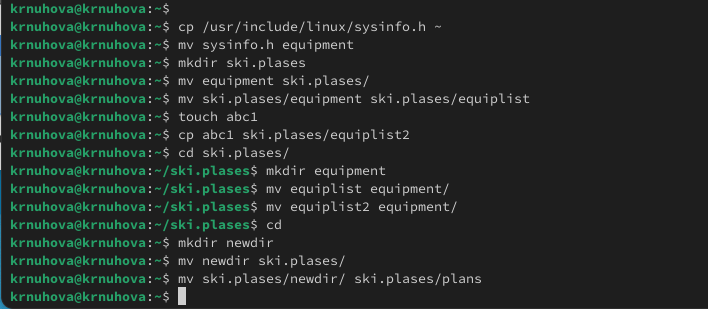 krnuhova@krnuhova:~$
krnuhova@krnuhova:~$ cp /usr/include/linux/sysinfo.h ~
krnuhova@krnuhova:~$ mv sysinfo.h equipment
krnuhova@krnuhova:~$ mkdir ski.plases
krnuhova@krnuhova:~$ mv equipment ski.plases/
krnuhova@krnuhova:~$ mv ski.plases/equipment ski.plases/equiplist
krnuhova@krnuhova:~$ touch abc1
krnuhova@krnuhova:~$ cp abc1 ski.plases/equiplist2
krnuhova@krnuhova:~$ cd ski.plases/
krnuhova@krnuhova:~/ski.plases$ mkdir equipment
krnuhova@krnuhova:~/ski.plases$ mv equiplist equipment/
krnuhova@krnuhova:~/ski.plases$ mv equiplist2 equipment/
krnuhova@krnuhova:~/ski.plases$ cd
krnuhova@krnuhova:~$ mkdir newdir
krnuhova@krnuhova:~$ mv newdir ski.plases/
krnuhova@krnuhova:~$ mv ski.plases/newdir/ ski.plases/plans
krnuhova@krnuhova:~$